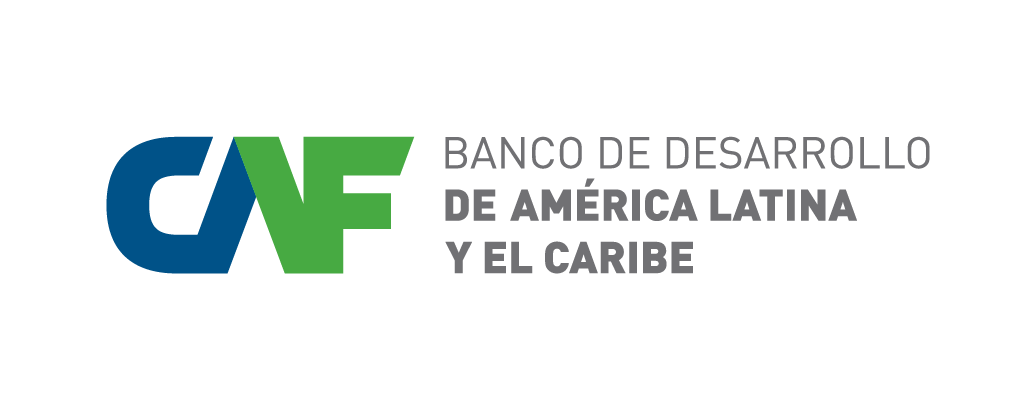 CAF
BANCO DE DESARROLLO
DE AMÉRICA LATINA
Y EL CARIBE